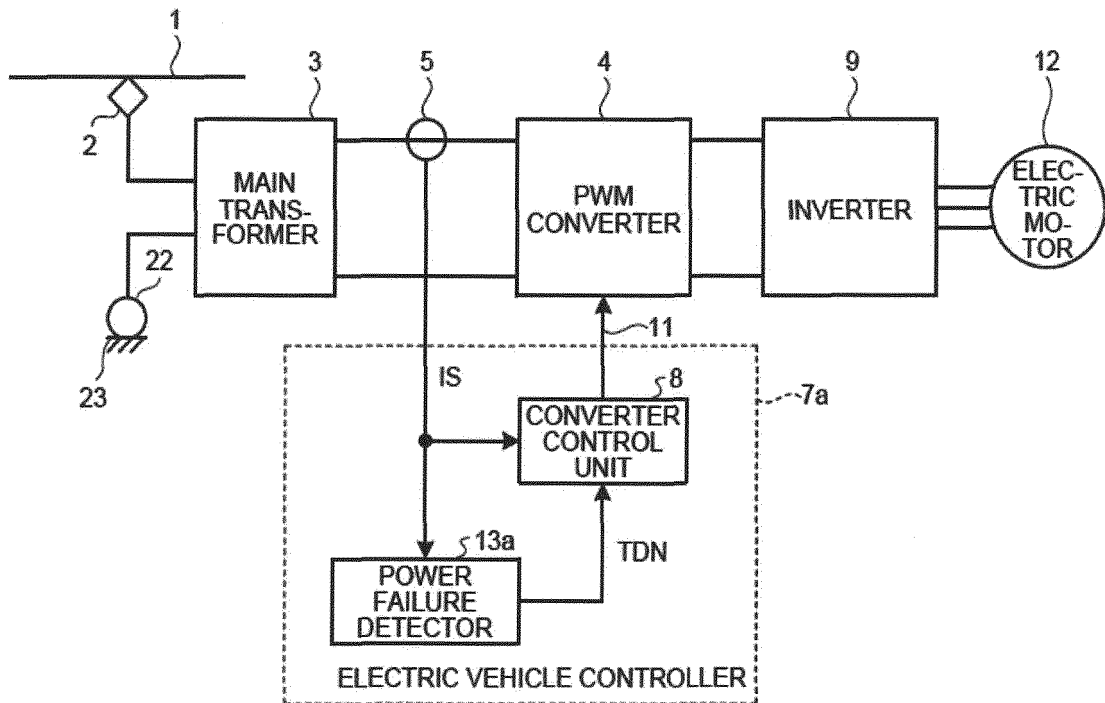 1
3
5
4
9
12
2
MAIN
TRANS-
FORMER
PWM
CONVERTER
INVERTER
ELEC-
TRIC
MO-
TOR
22
23
11
IS
8
7a
CONVERTER
CONTROL
UNIT
13a
TDN
POWER
FAILURE
DETECTOR
ELECTRIC VEHICLE CONTROLLER